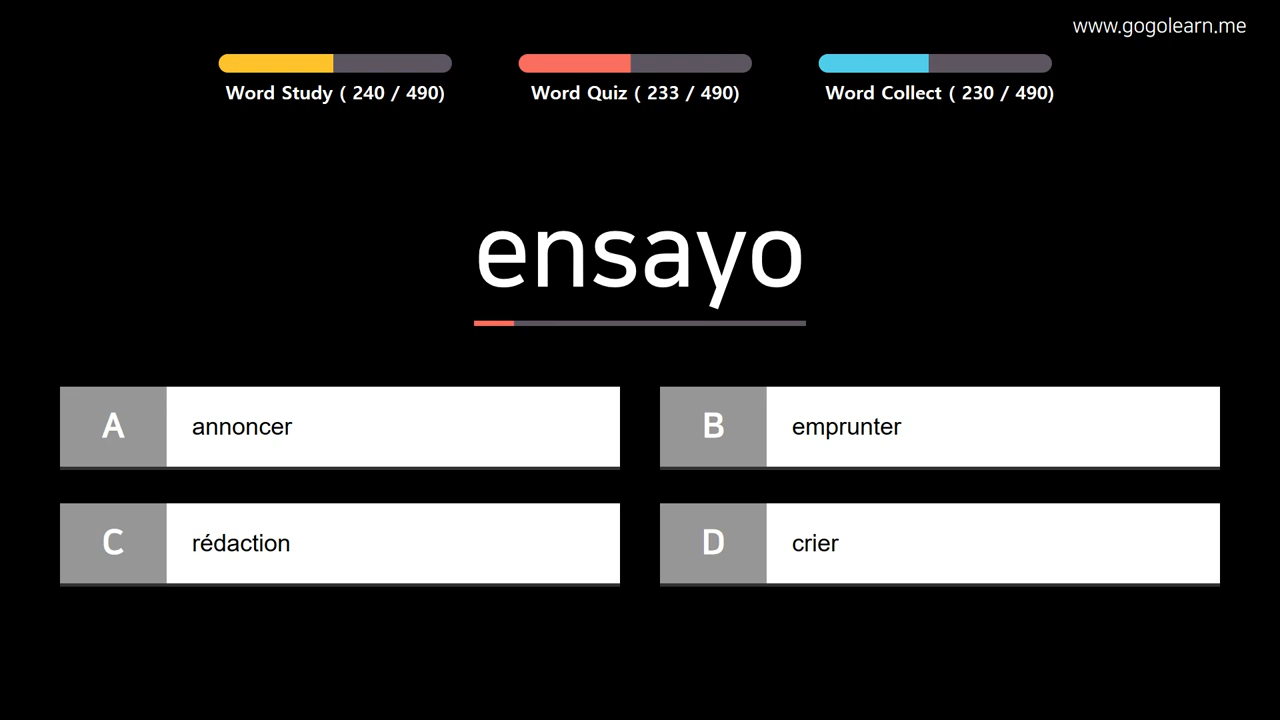 www.gogolearn.me
Word Study ( 240 / 490)
Word Quiz ( 233 / 490)
Word Collect ( 230 / 490)
ensayo
A annoncer
B emprunter
C rédaction
D crier